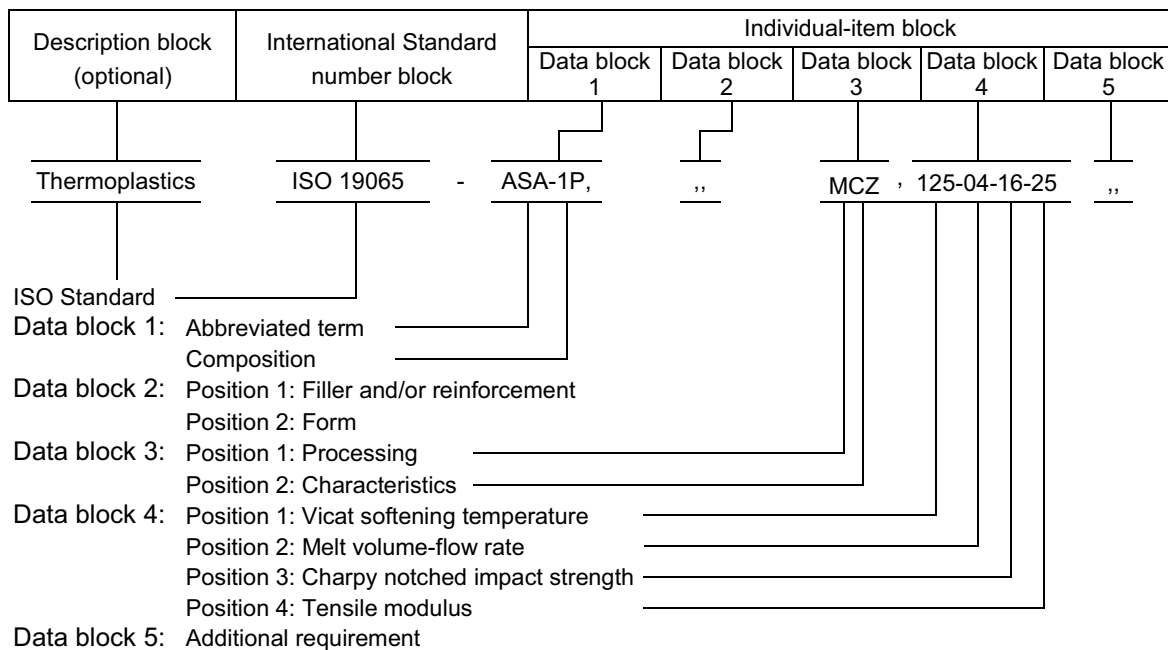 Description block
(optional)
International Standard
number block
Individual-item block
Data block
1
Data block
2
Data block
3
Data block
4
Data block
5
Thermoplastics
ISO 19065
-
ASA-1P,
,,
MCZ
,
125-04-16-25
,,
ISO Standard
Data block 1: Abbreviated term
Composition
Data block 2: Position 1: Filler and/or reinforcement
Position 2: Form
Data block 3: Position 1: Processing
Position 2: Characteristics
Data block 4: Position 1: Vicat softening temperature
Position 2: Melt volume-flow rate
Position 3: Charpy notched impact strength
Position 4: Tensile modulus
Data block 5: Additional requirement